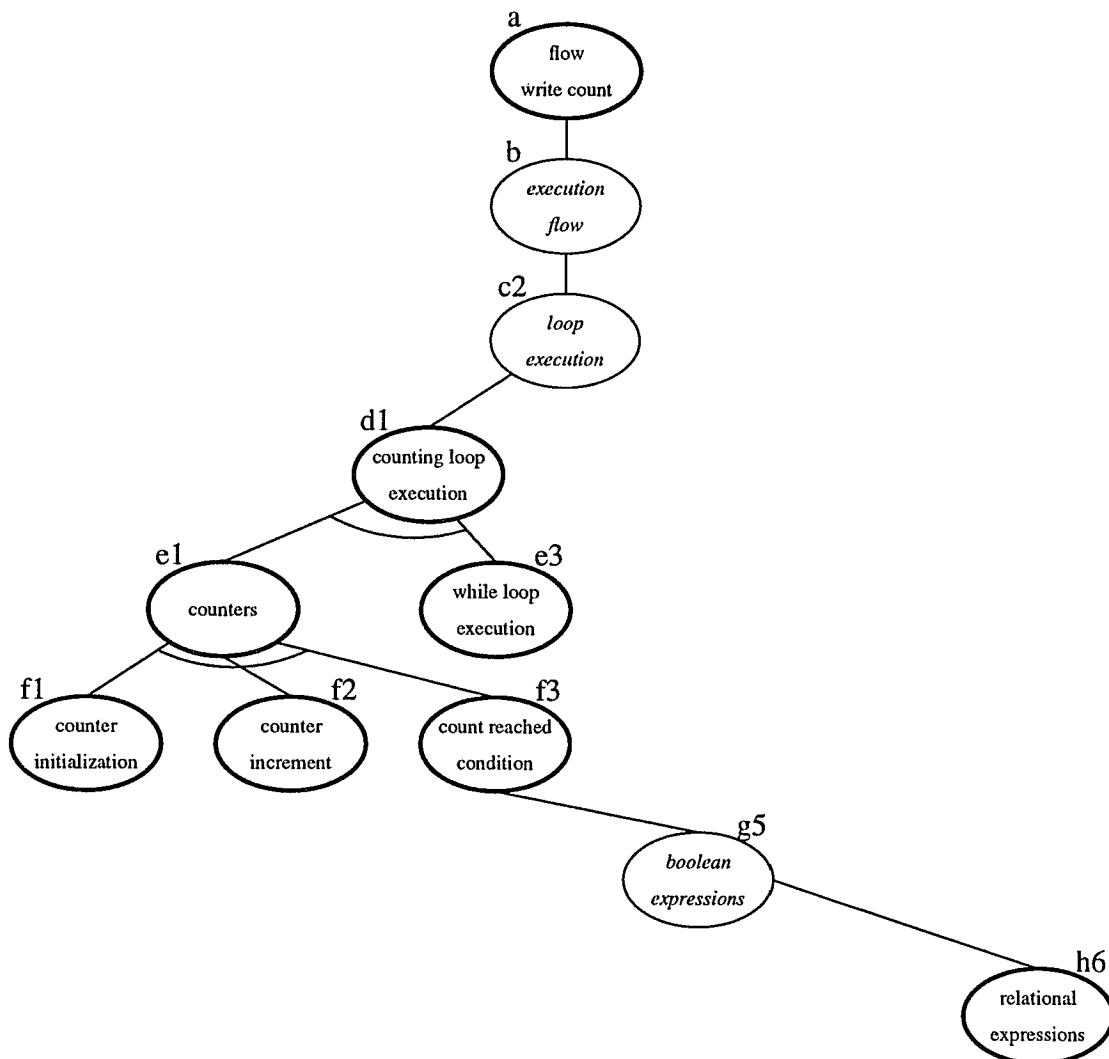 a
flow
write count
b
execution
flow
c2
loop
execution
d1
counting loop
execution
e1
counters
e3
while loop
execution
f1
counter
initialization
f2
counter
increment
f3
count reached
condition
g5
boolean
expressions
h6
relational
expressions